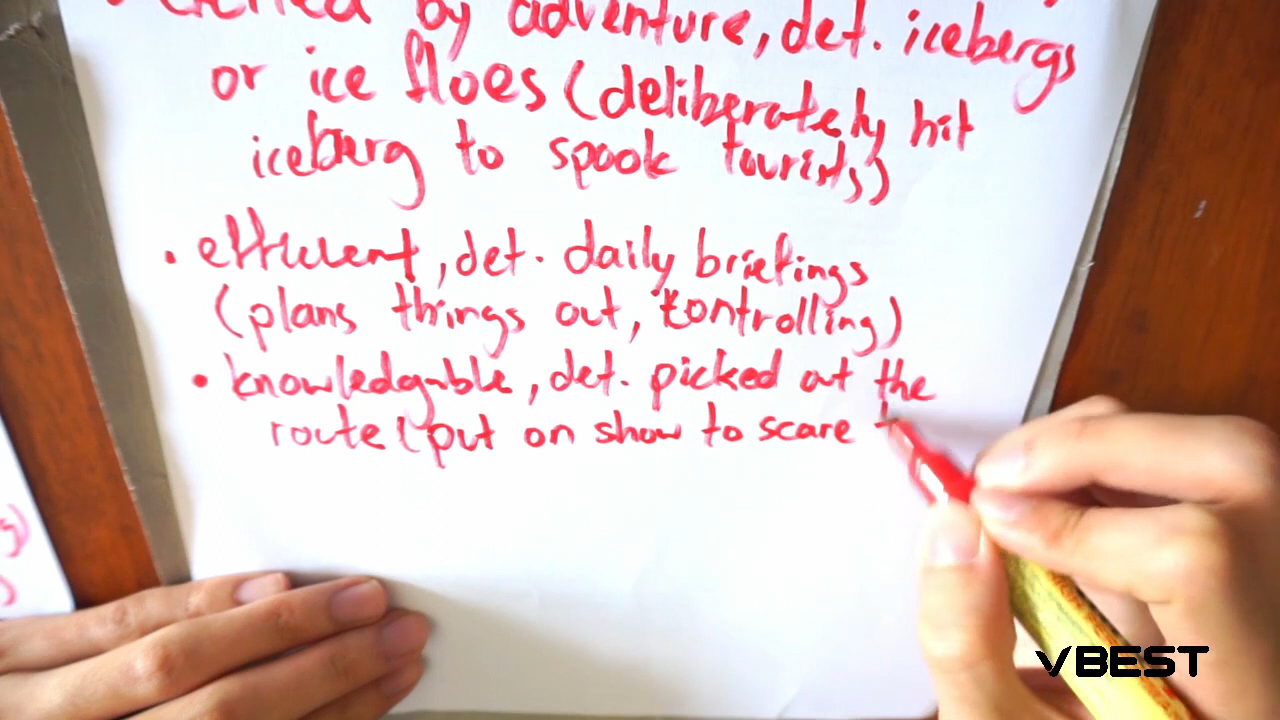 by adventure, det. icebergs
or ice floes (deliberately hit
iceberg to spook tourists)
• efficient, det. daily briefings
(plans things out, controlling)
• knowledgable, det. picked out the
route (put on show to scare t
VBEST